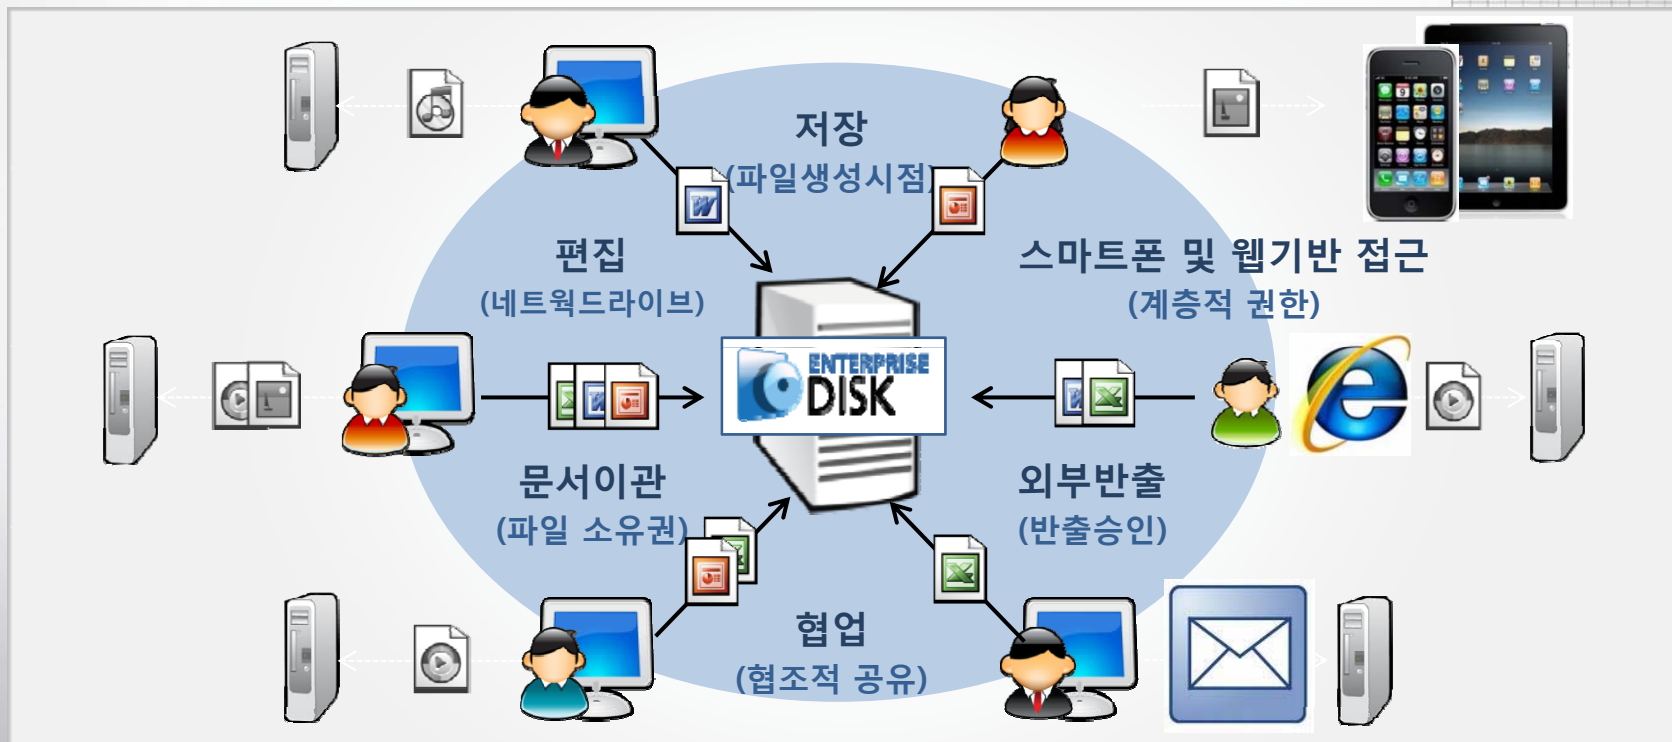 저장
(파일생성시점)
편집
(네트웍드라이브)
스마트폰 및 웹기반 접근
(계층적 권한)
ENTERPRISE
DISK
문서이관
(파일 소유권)
외부반출
(반출승인)
협업
(협조적 공유)